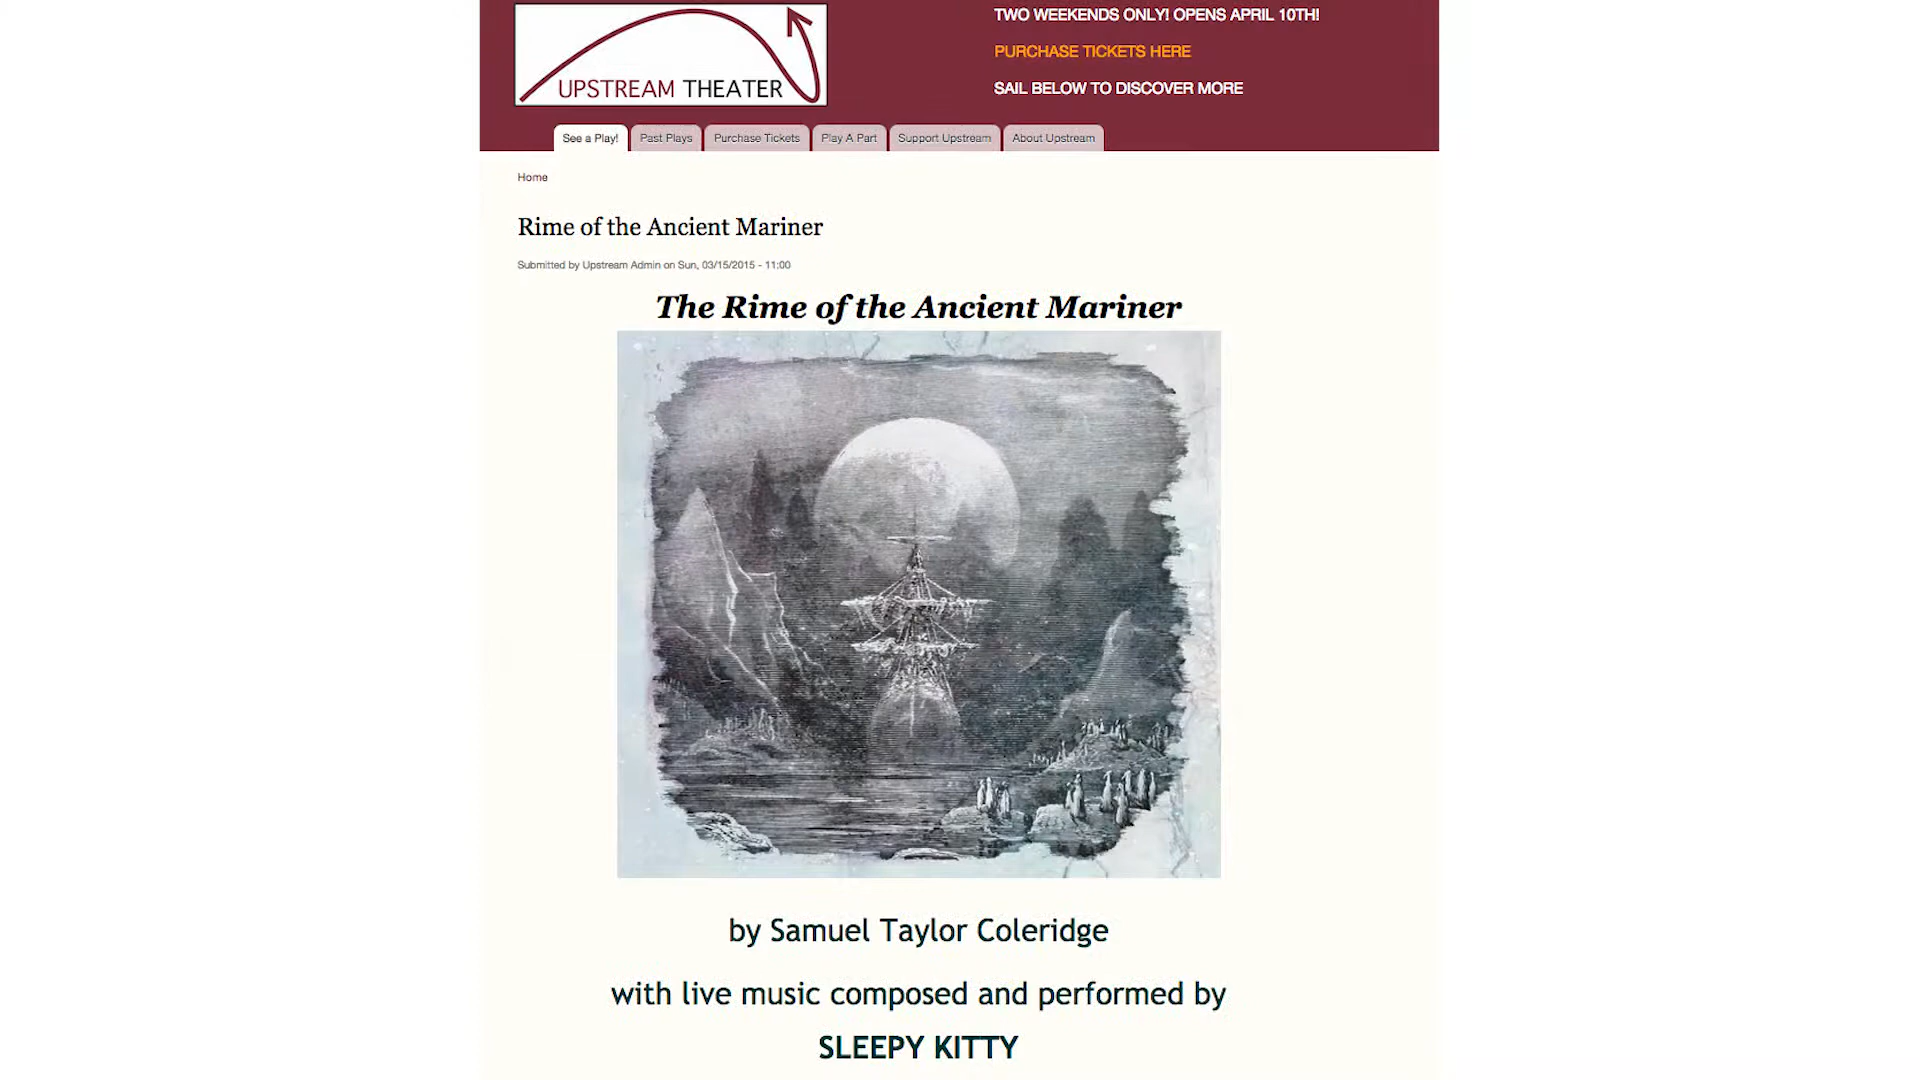 UPSTREAM THEATER
TWO WEEKENDS ONLY! OPENS APRIL 10TH!
PURCHASE TICKETS HERE
SAIL BELOW TO DISCOVER MORE
See a Play!
Past Plays
Purchase Tickets
Play A Part
Support Upstream
About Upstream
Home
Rime of the Ancient Mariner
Submitted by Upstream Admin on Sun, 03/15/2015 - 11:00
The Rime of the Ancient Mariner
by Samuel Taylor Coleridge
with live music composed and performed by
SLEEPY KITTY